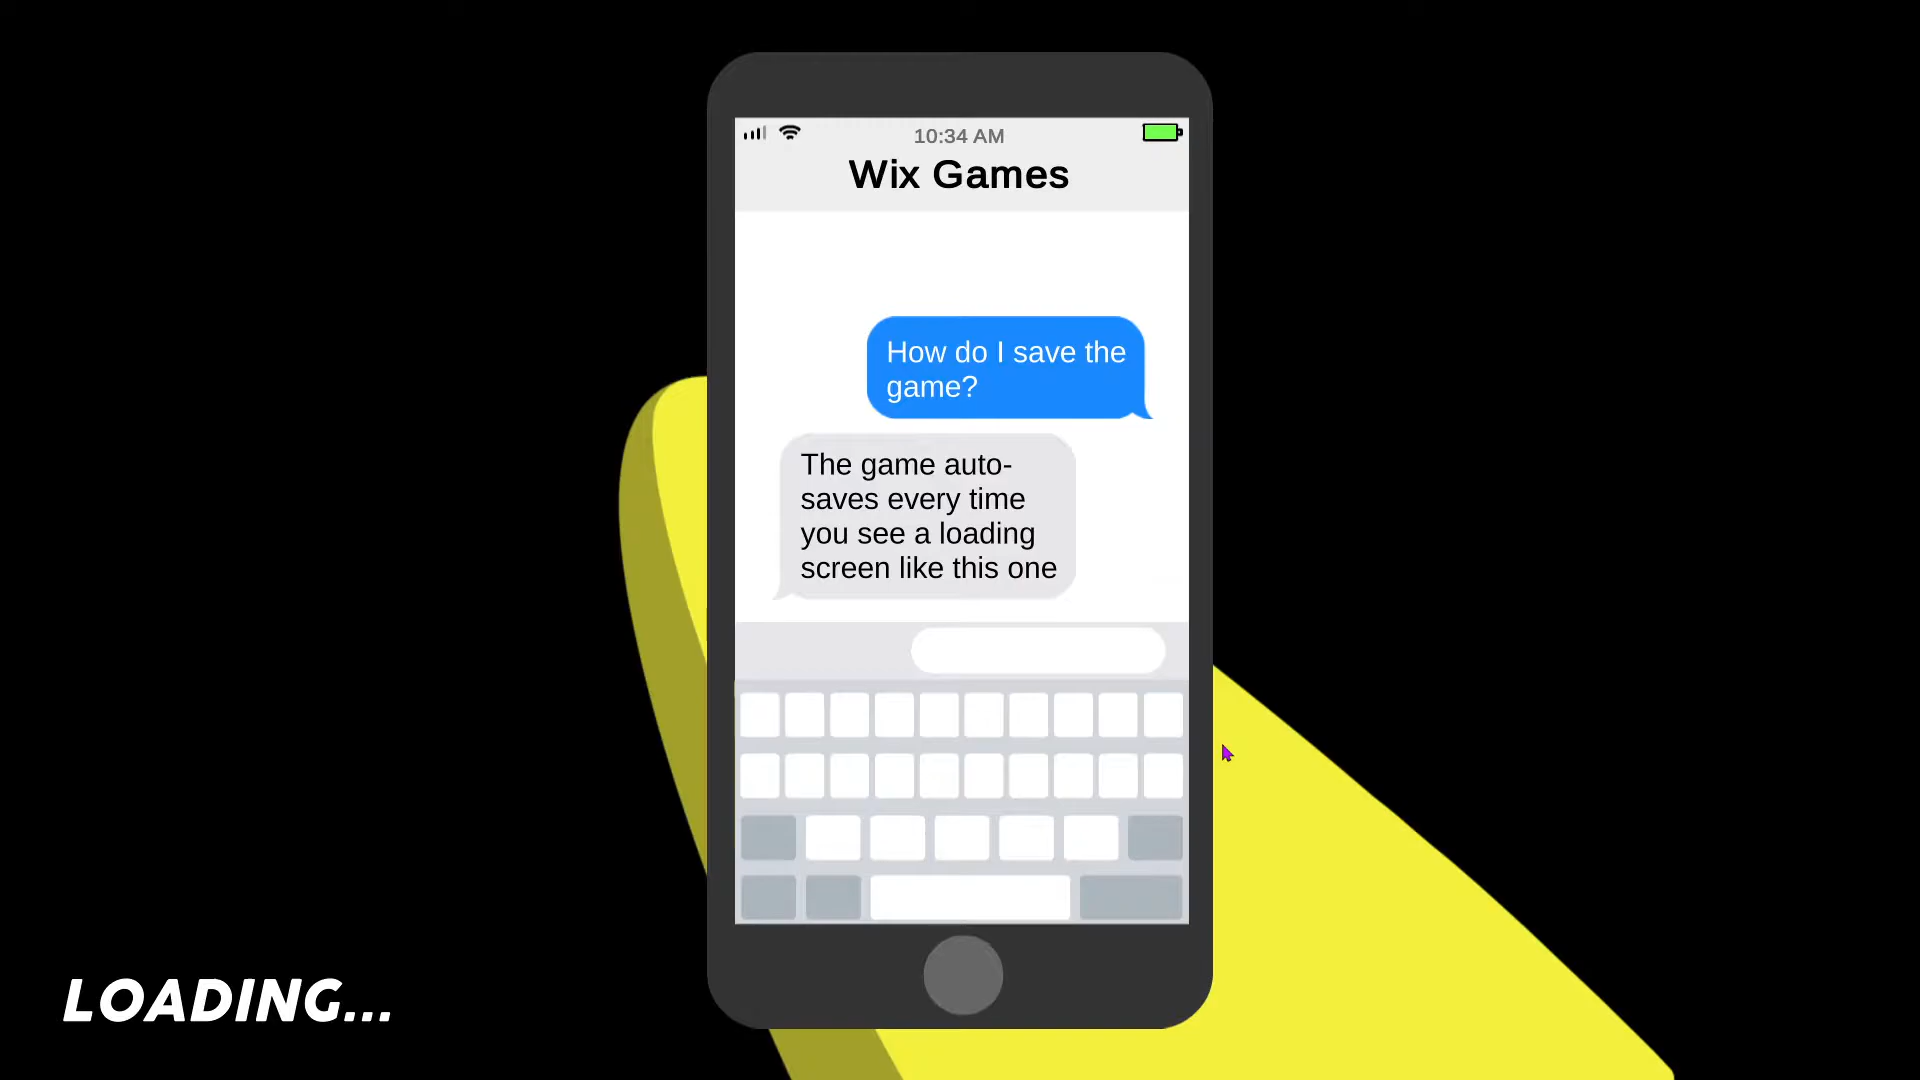 10:34 AM
Wix Games
How do I save the
game?
The game auto-
saves every time
you see a loading
screen like this one
LOADING...